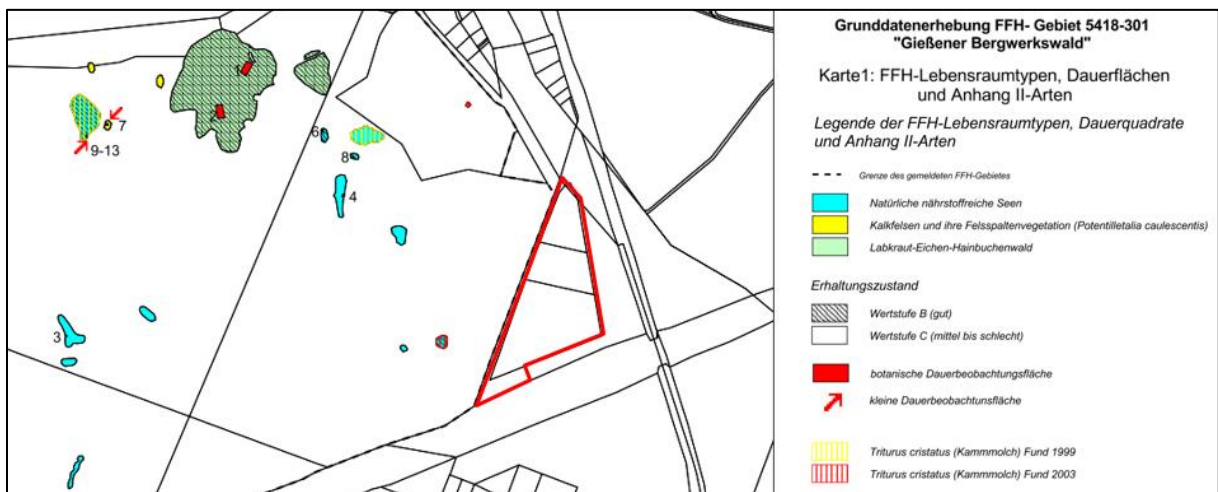 Grunddatenerhebung FFH- Gebiet 5418-301
"Gießener Bergwerkswald"
Karte1: FFH-Lebensraumtypen, Dauerflächen
und Anhang II-Arten
Legende der FFH-Lebensraumtypen, Dauerquadrate
und Anhang II-Arten
Grenze des gemeldeten FFH-Gebietes
Natürliche nährstoffreiche Seen
Kalkfelsen und ihre Felsspaltenvegetation (Potentilletalia caulescentis)
Labkraut-Eichen-Hainbuchenwald
Erhaltungszustand
Wertstufe B (gut)
Wertstufe C (mittel bis schlecht)
botanische Dauerbeobachtungsfläche
kleine Dauerbeobachtunsfläche
Triturus cristatus (Kammmolch) Fund 1999
Triturus cristatus (Kammmolch) Fund 2003
1
2
7
9-13
6
8
4
3